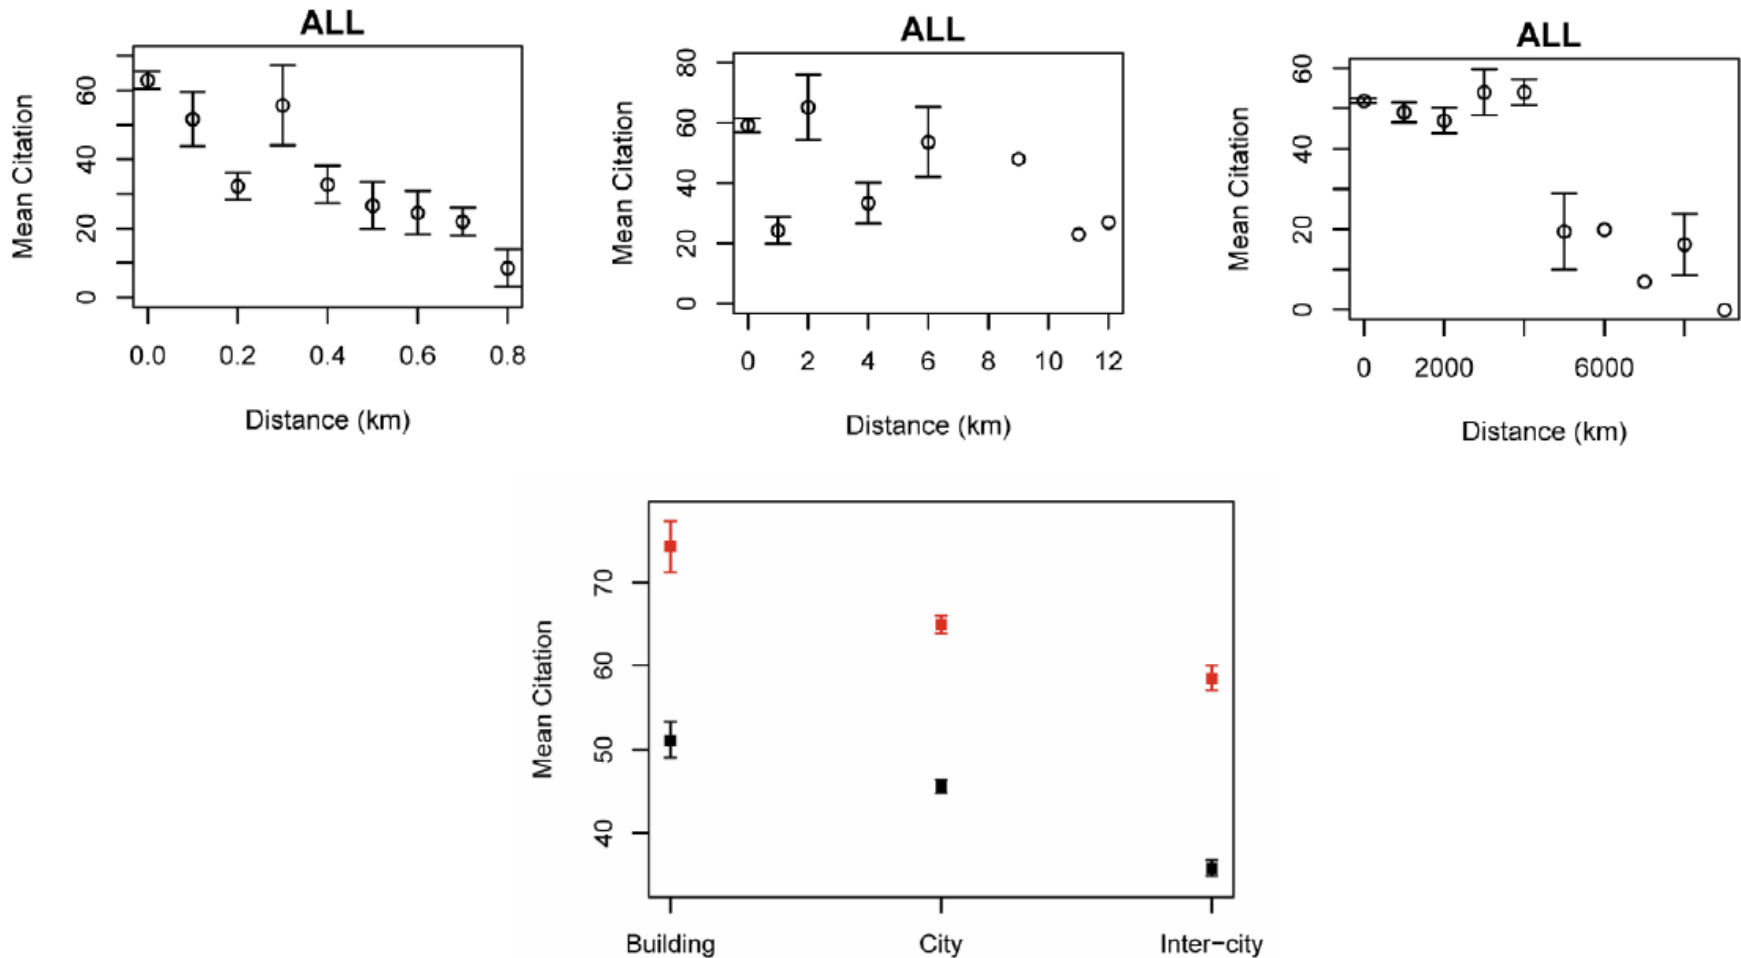 ALL
Mean Citation
60
40
20
0
0.0 0.2 0.4 0.6 0.8
Distance (km)
ALL
Mean Citation
80
60
40
20
0
0 2 4 6 8 10 12
Distance (km)
ALL
Mean Citation
60
40
20
0
0 2000 6000
Distance (km)
Mean Citation
70
60
50
40
Building City Inter-city